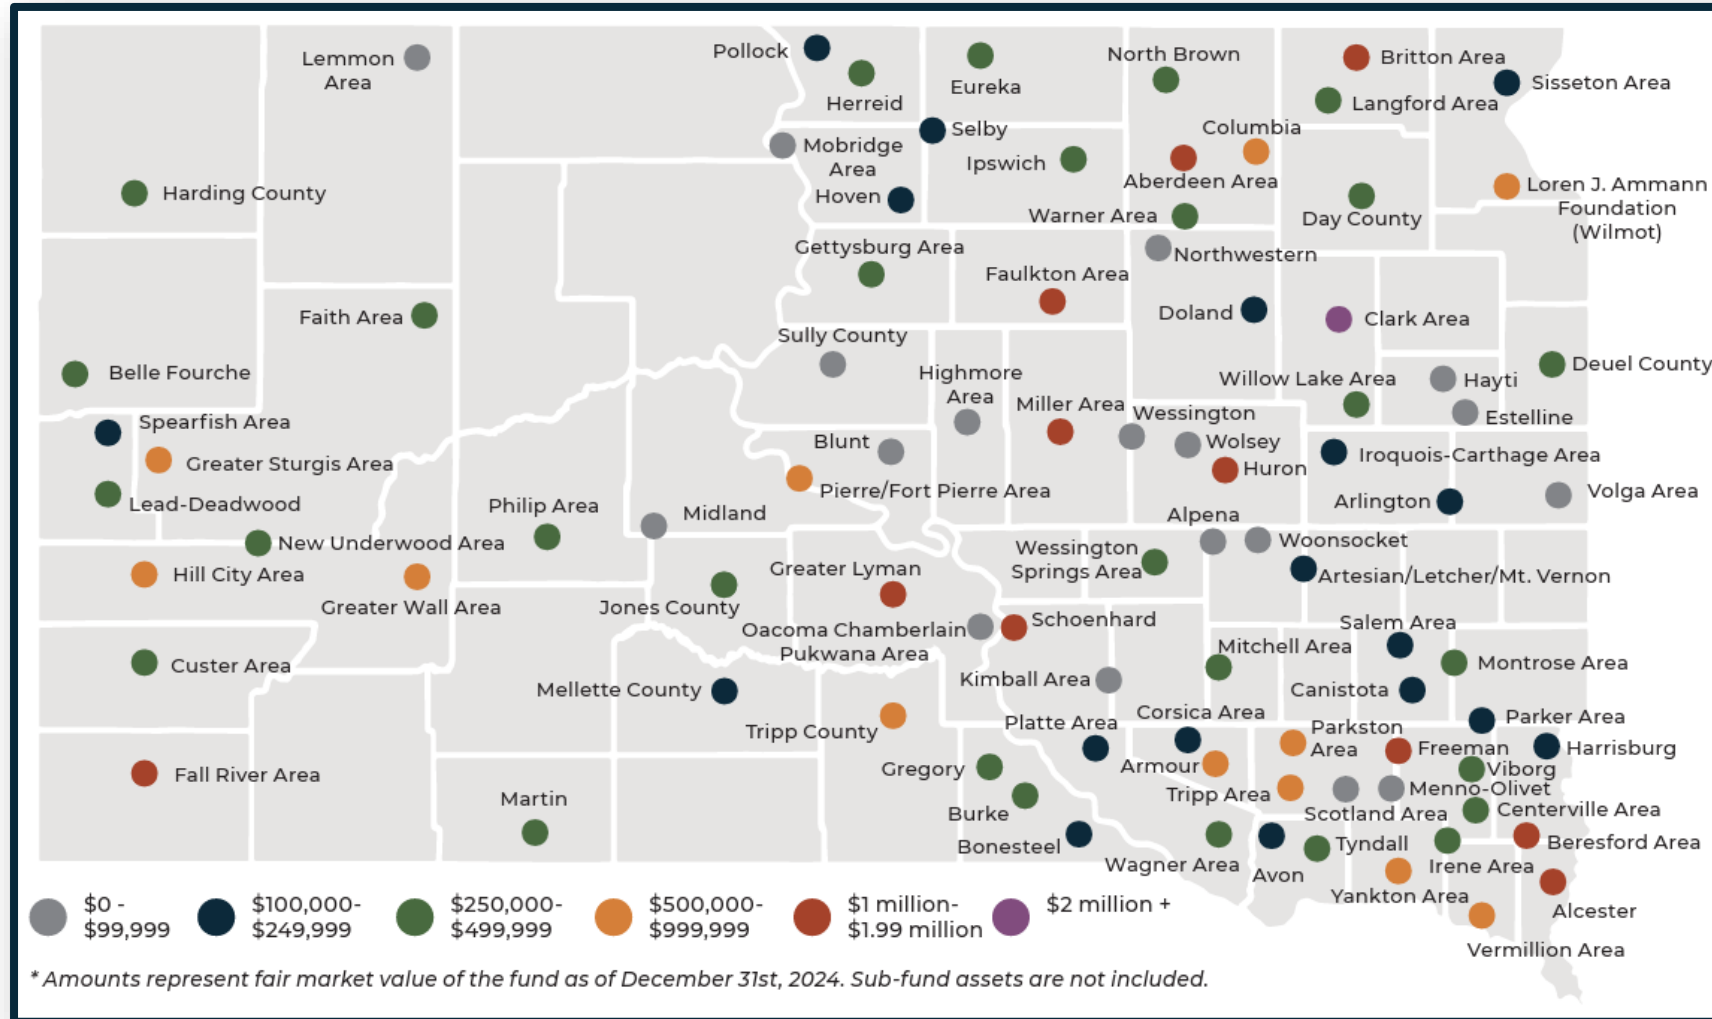 Pollock
Lemmon
Area
Herreid
Eureka
North Brown
Britton Area
Langford Area
Sisseton Area
Selby
Columbia
Mobridge
Area
Ipswich
Hoven
Aberdeen Area
Harding County
Loren J. Ammann
Foundation
(Wilmot)
Warner Area
Day County
Gettysburg Area
Northwestern
Faulkton Area
Faith Area
Doland
Clark Area
Sully County
Belle Fourche
Highmore
Area
Willow Lake Area
Hayti
Deuel County
Miller Area
Wessington
Estelline
Spearfish Area
Blunt
Wolsey
Greater Sturgis Area
Huron
Iroquois-Carthage Area
Pierre/Fort Pierre Area
Lead-Deadwood
Philip Area
Midland
Arlington
Volga Area
Alpena
New Underwood Area
Wessington
Springs Area
Woonsocket
Hill City Area
Greater Lyman
Artesian/Letcher/Mt. Vernon
Greater Wall Area
Jones County
Schoenhard
Salem Area
Oacoma Chamberlain
Pukwana Area
Mitchell Area
Custer Area
Montrose Area
Kimball Area
Mellette County
Canistota
Corsica Area
Platte Area
Parker Area
Tripp County
Parkston
Area
Freeman
Harrisburg
Gregory
Armour
Viborg
Fall River Area
Tripp Area
Menno-Olivet
Martin
Burke
Scotland Area
Centerville Area
Bonesteel
Tyndall
Beresford Area
Wagner Area
Avon
Irene Area
Yankton Area
Alcester
Vermillion Area
$0 -
$99,999
$100,000-
$249,999
$250,000-
$499,999
$500,000-
$999,999
$1 million-
$1.99 million
$2 million +
* Amounts represent fair market value of the fund as of December 31st, 2024. Sub-fund assets are not included.